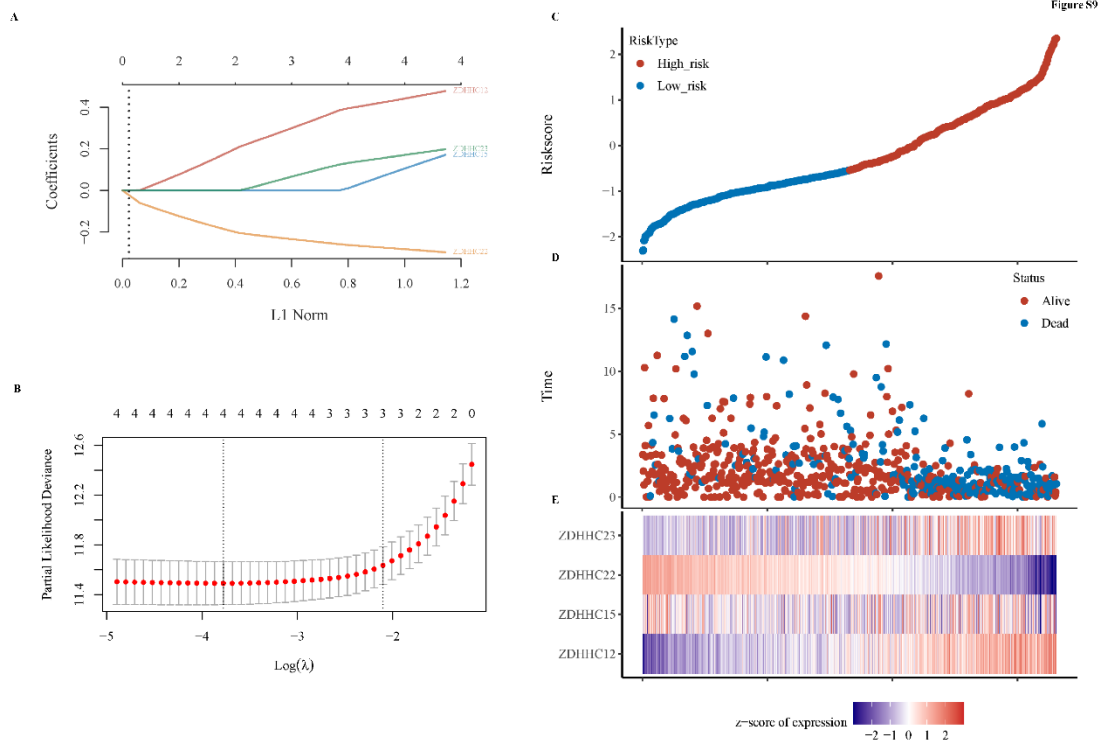 Figure S9
A
0 2 2 3 4 4
Coefficients
0.4
0.2
0.0
−0.2
ZDHHC12
ZDHHC23
ZDHHC15
ZDHHC22
0.0 0.2 0.4 0.6 0.8 1.0 1.2
L1 Norm
B
4 4 4 4 4 4 4 4 4 4 4 4 3 3 3 3 2 2 2 0
Partial Likelihood Deviance
12.6
12.2
11.8
11.4
−5 −4 −3 −2
Log(λ)
C
RiskType
High_risk
Low_risk
Riskscore
2
1
0
−1
−2
D
Status
Alive
Dead
Time
15
10
5
0
E
ZDHHC23
ZDHHC22
ZDHHC15
ZDHHC12
z−score of expression
−2 −1 0 1 2